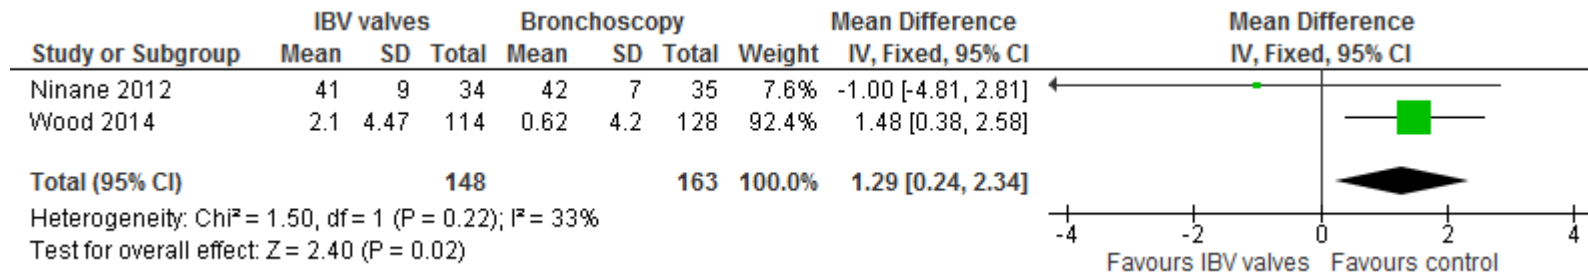 IBV valves Bronchoscopy Mean Difference Mean Difference
Study or Subgroup Mean SD Total Mean SD Total Weight IV, Fixed, 95% CI IV, Fixed, 95% CI
Ninane 2012 41 9 34 42 7 35 7.6% -1.00 [-4.81, 2.81]
Wood 2014 2.1 4.47 114 0.62 4.2 128 92.4% 1.48 [0.38, 2.58]
Total (95% CI) 148 163 100.0% 1.29 [0.24, 2.34]
Heterogeneity: Chi² = 1.50, df = 1 (P = 0.22); I² = 33%
Test for overall effect: Z = 2.40 (P = 0.02)
-4 -2 0 2 4
Favours IBV valves Favours control